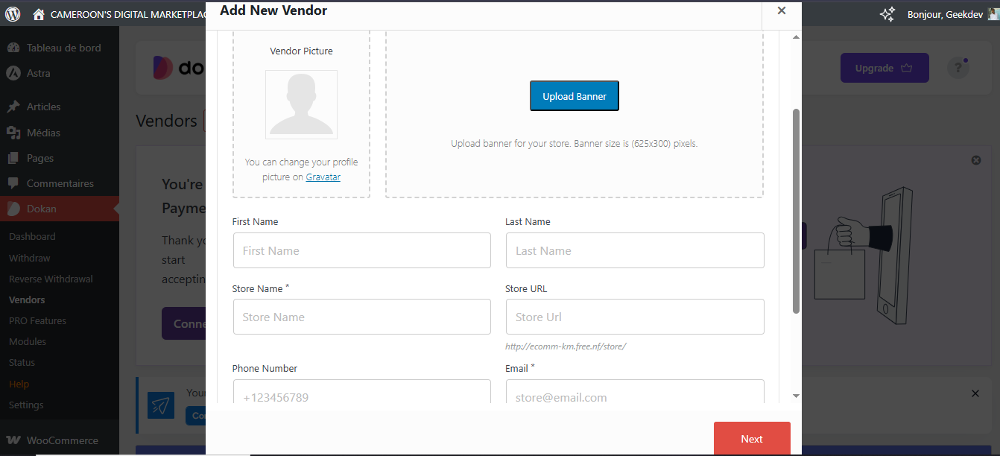 CAMEROON'S DIGITAL MARKETPLAC
Add New Vendor
Bonjour, Geekdev
Tableau de bord
Astra
Articles
Médias
Pages
Commentaires
Dokan
Dashboard
Withdraw
Reverse Withdrawal
Vendors
PRO Features
Modules
Status
Help
Settings
WooCommerce
do
Upgrade
?
Vendors
You're
Payme
Thank yo
start
acceptin
Conne
Your
Co
Vendor Picture
You can change your profile
picture on Gravatar
Upload Banner
Upload banner for your store. Banner size is (625x300) pixels.
First Name
Last Name
First Name
Last Name
Store Name *
Store URL
Store Name
Store Url
http://ecomm-km.free.nf/store/
Phone Number
Email *
+123456789
store@email.com
Next